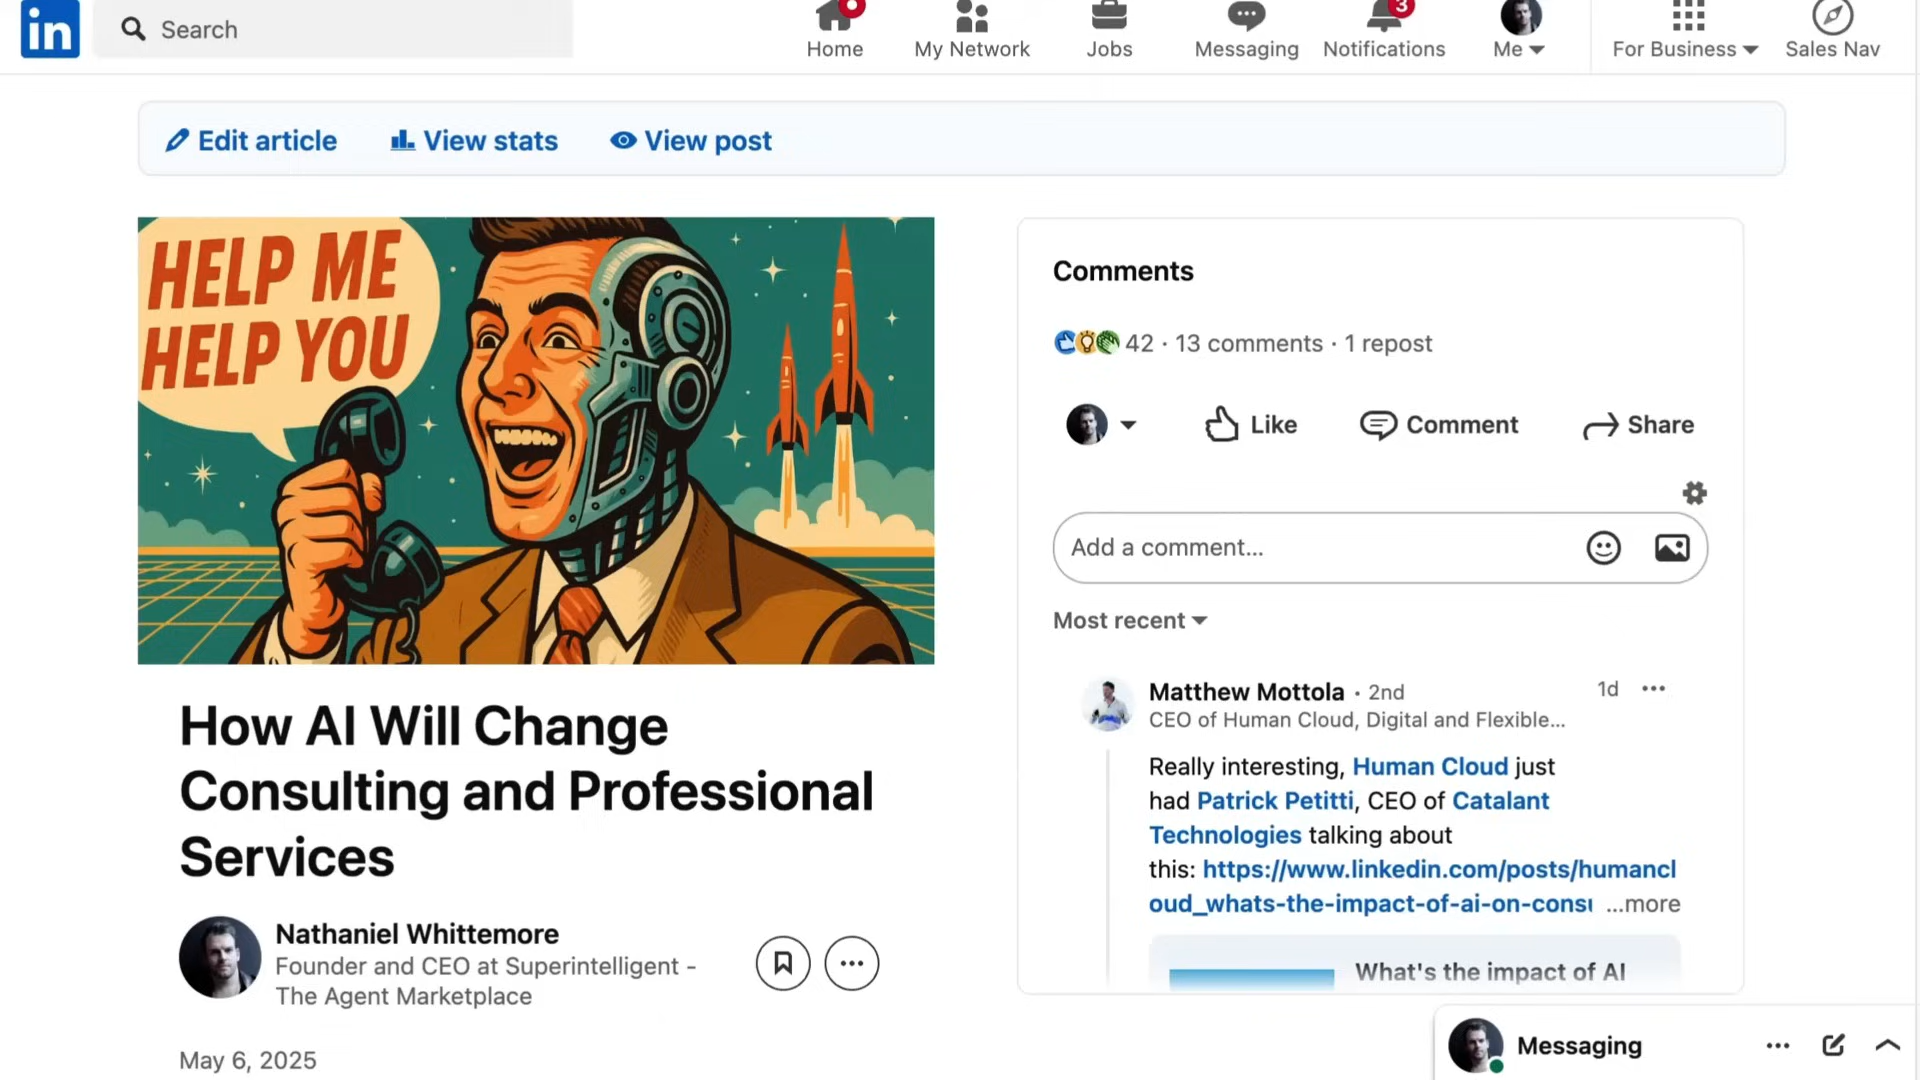 in
Search
Home
My Network
Jobs
Messaging
3
Notifications
Me
For Business
Sales Nav
Edit article
View stats
View post
HELP ME
HELP YOU
How AI Will Change
Consulting and Professional
Services
Nathaniel Whittemore
Founder and CEO at Superintelligent -
The Agent Marketplace
May 6, 2025
Comments
42 · 13 comments · 1 repost
Like
Comment
Share
Add a comment...
Most recent
Matthew Mottola · 2nd
1d
CEO of Human Cloud, Digital and Flexible...
Really interesting, Human Cloud just
had Patrick Petitti, CEO of Catalant
Technologies talking about
this: https://www.linkedin.com/posts/humancl
oud_whats-the-impact-of-ai-on-consu ...more
What's the impact of AI
Messaging